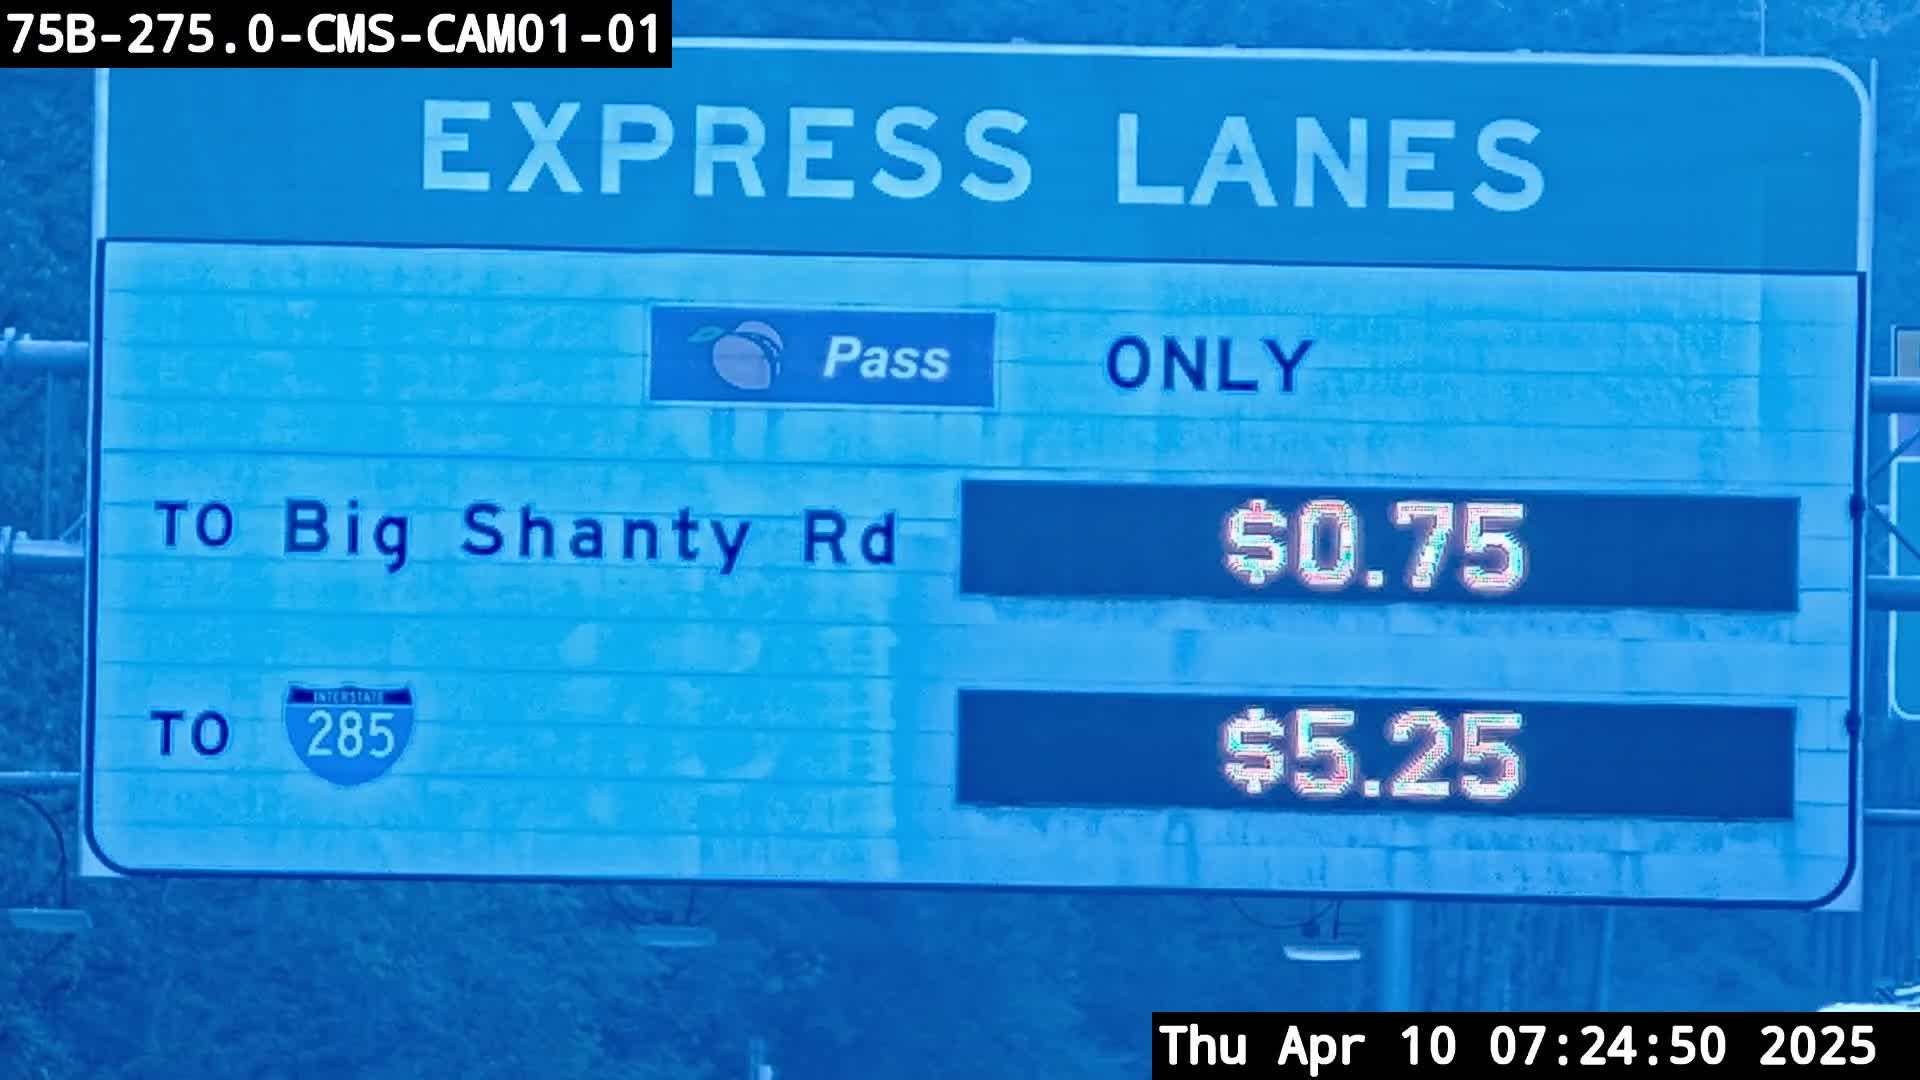 75B-275.0-CMS-CAM01-01
EXPRESS LANES
Pass ONLY
TO Big Shanty Rd $0.75
TO INTERSTATE 285 $5.25
Thu Apr 10 07:24:50 2025